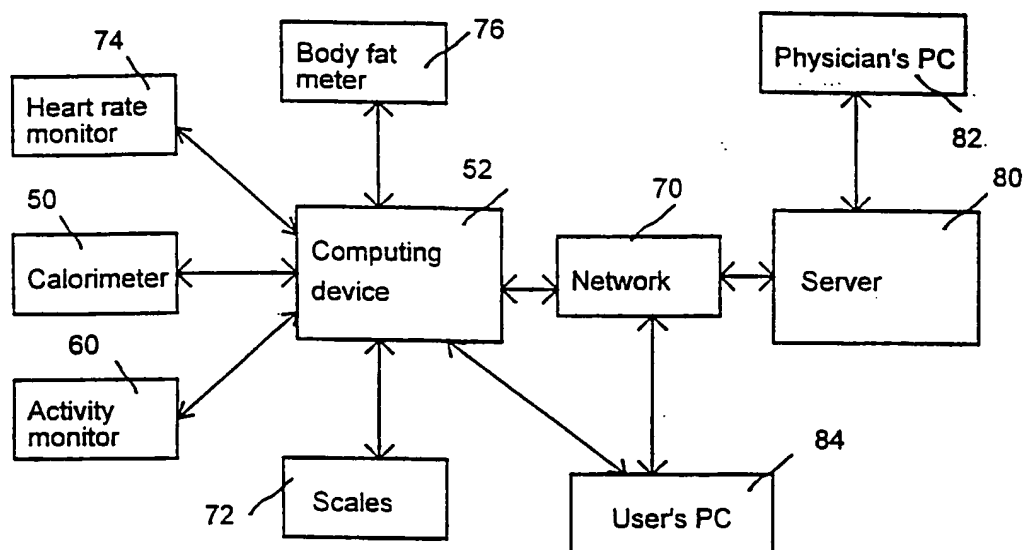 74
76
Body fat
meter
Physician's PC
Heart rate
monitor
82
52
80
50
70
Computing
device
Calorimeter
Network
Server
60
Activity
monitor
84
72
Scales
User's PC